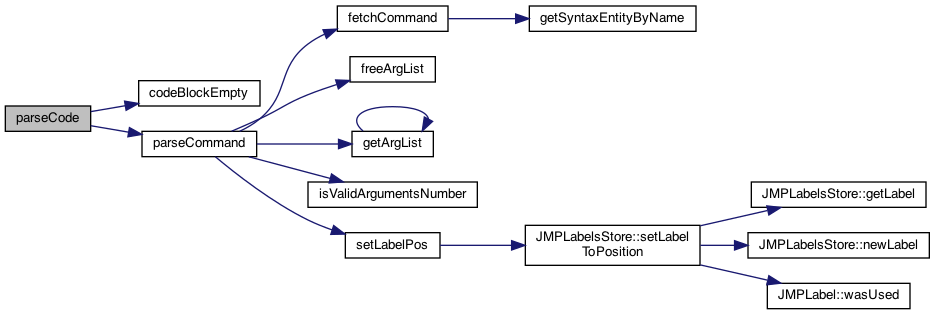 fetchCommand
getSyntaxEntityByName
freeArgList
codeBlockEmpty
parseCode
parseCommand
getArgList
isValidArgumentsNumber
JMPLabelsStore::getLabel
setLabelPos
JMPLabelsStore::setLabel
ToPosition
JMPLabelsStore::newLabel
JMPLabel::wasUsed